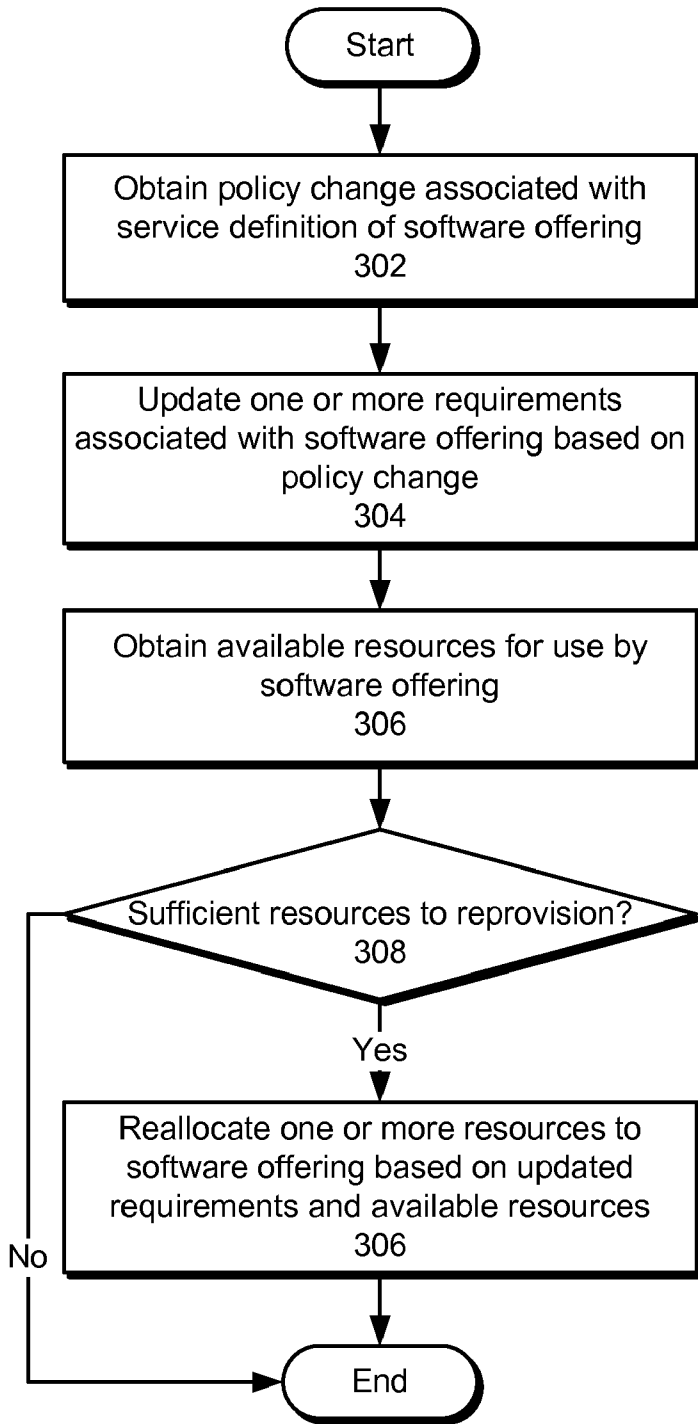 Start
Obtain policy change associated with
service definition of software offering
302
Update one or more requirements
associated with software offering based on
policy change
304
Obtain available resources for use by
software offering
306
Sufficient resources to reprovision?
308
Yes
Reallocate one or more resources to
software offering based on updated
requirements and available resources
306
No
End